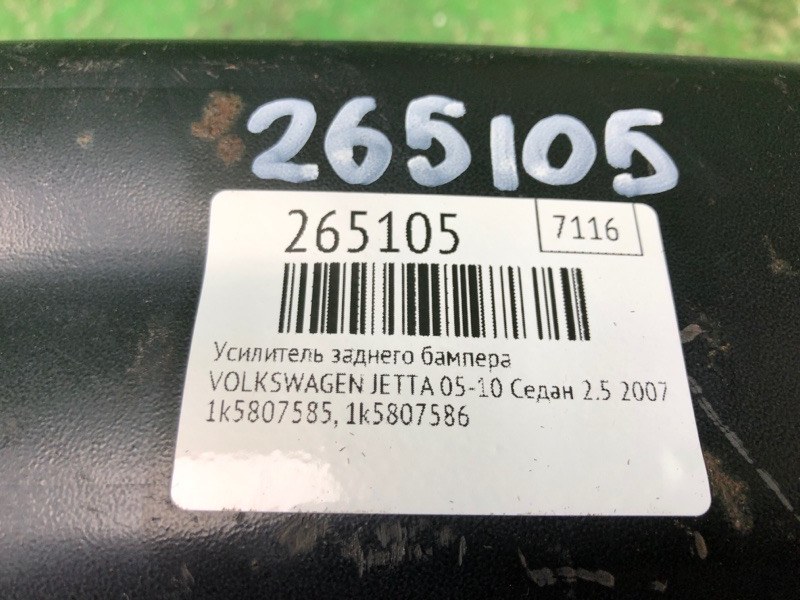 265105
265105
7116
Усилитель заднего бампера
VOLKSWAGEN JETTA 05-10 Седан 2.5 2007
1k5807585, 1k5807586